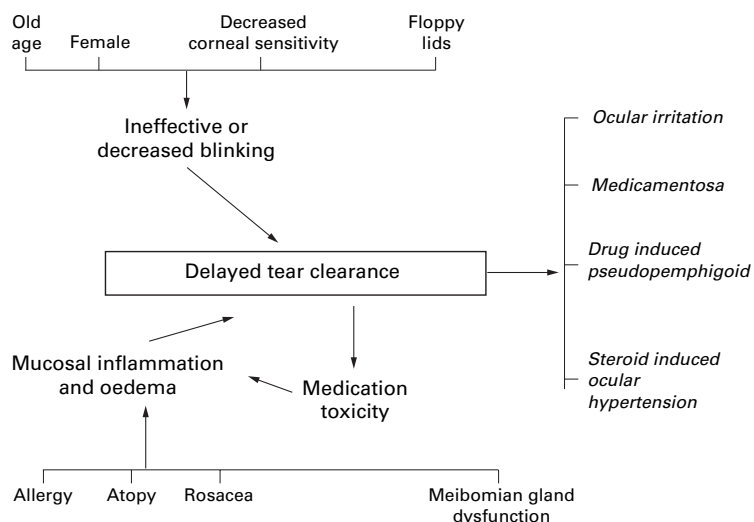 Old
age
Female
Decreased
corneal sensitivity
Floppy
lids
Ineffective or
decreased blinking
Delayed tear clearance
Mucosal inflammation
and oedema
Medication
toxicity
Allergy
Atopy
Rosacea
Meibomian gland
dysfunction
Ocular irritation
Medicamentosa
Drug induced
pseudopemphigoid
Steroid induced
ocular
hypertension